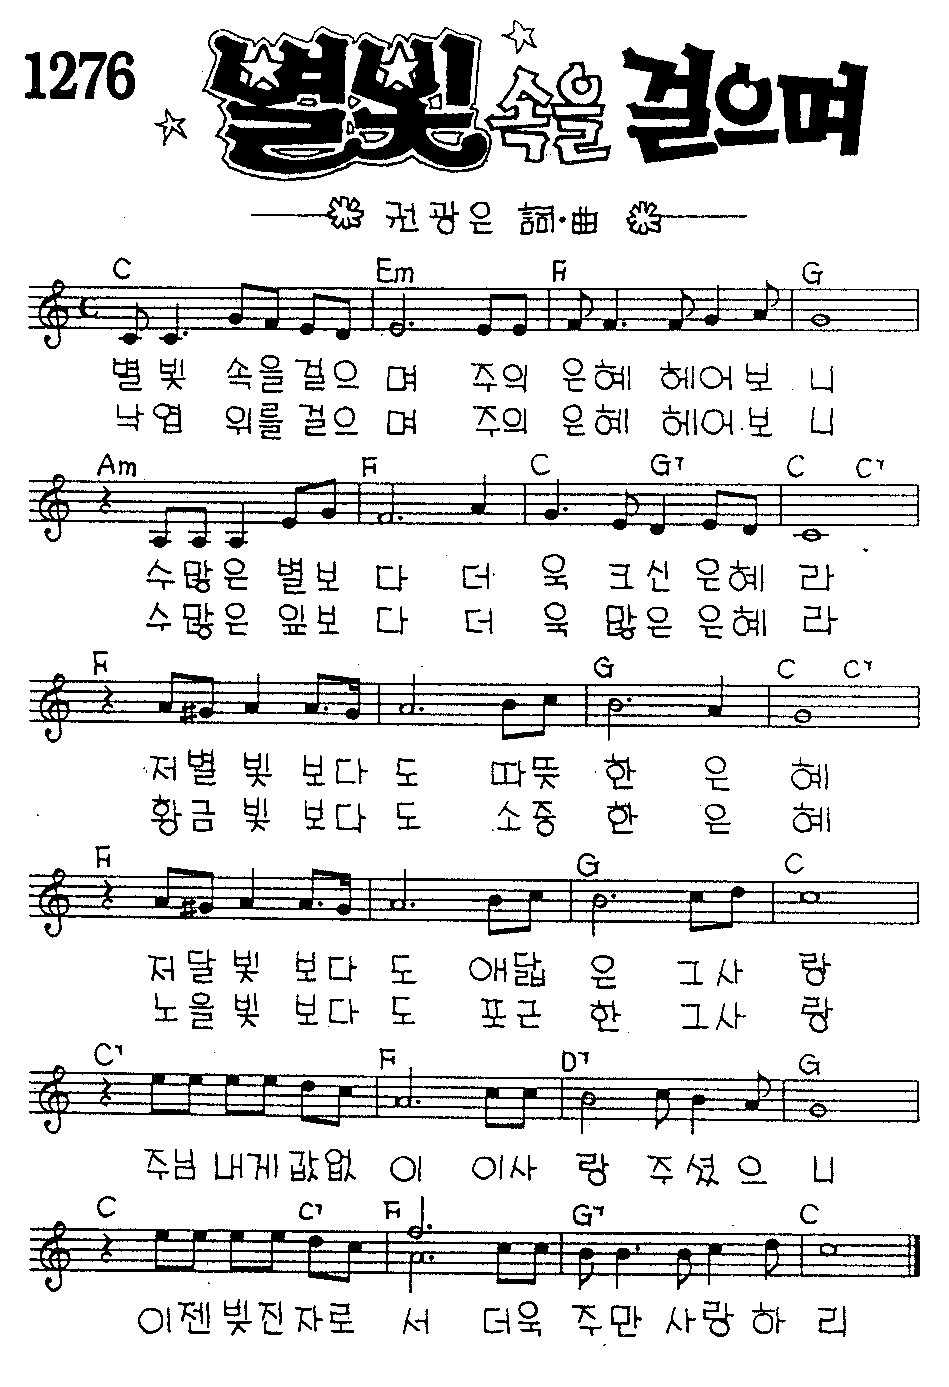 1276
별빛 속을 걸으며
권광은 詞·曲
C Em F G
별 빛 속을 걸으 며 주의 은혜 헤어보 니
낙엽 위를 걸으 며 주의 은혜 헤어보 니
Am F C G7 C C7
수많은 별보 다 더 욱 크신 은혜 라
수많은 잎보 다 더 욱 많은 은혜 라
F G C C7
저별 빛 보다 도 따뜻 한 은 혜
황금 빛 보다 도 소중 한 은 혜
F G C
저달 빛 보다 도 애닯 은 그사 랑
노을 빛 보다 도 포근 한 그사 랑
C7 F D7 G
주님 내게 값없 이 이사 랑 주셨으 니
C C7 F G7 C
이젠 빚진 자로 서 더욱 주만 사랑하 리